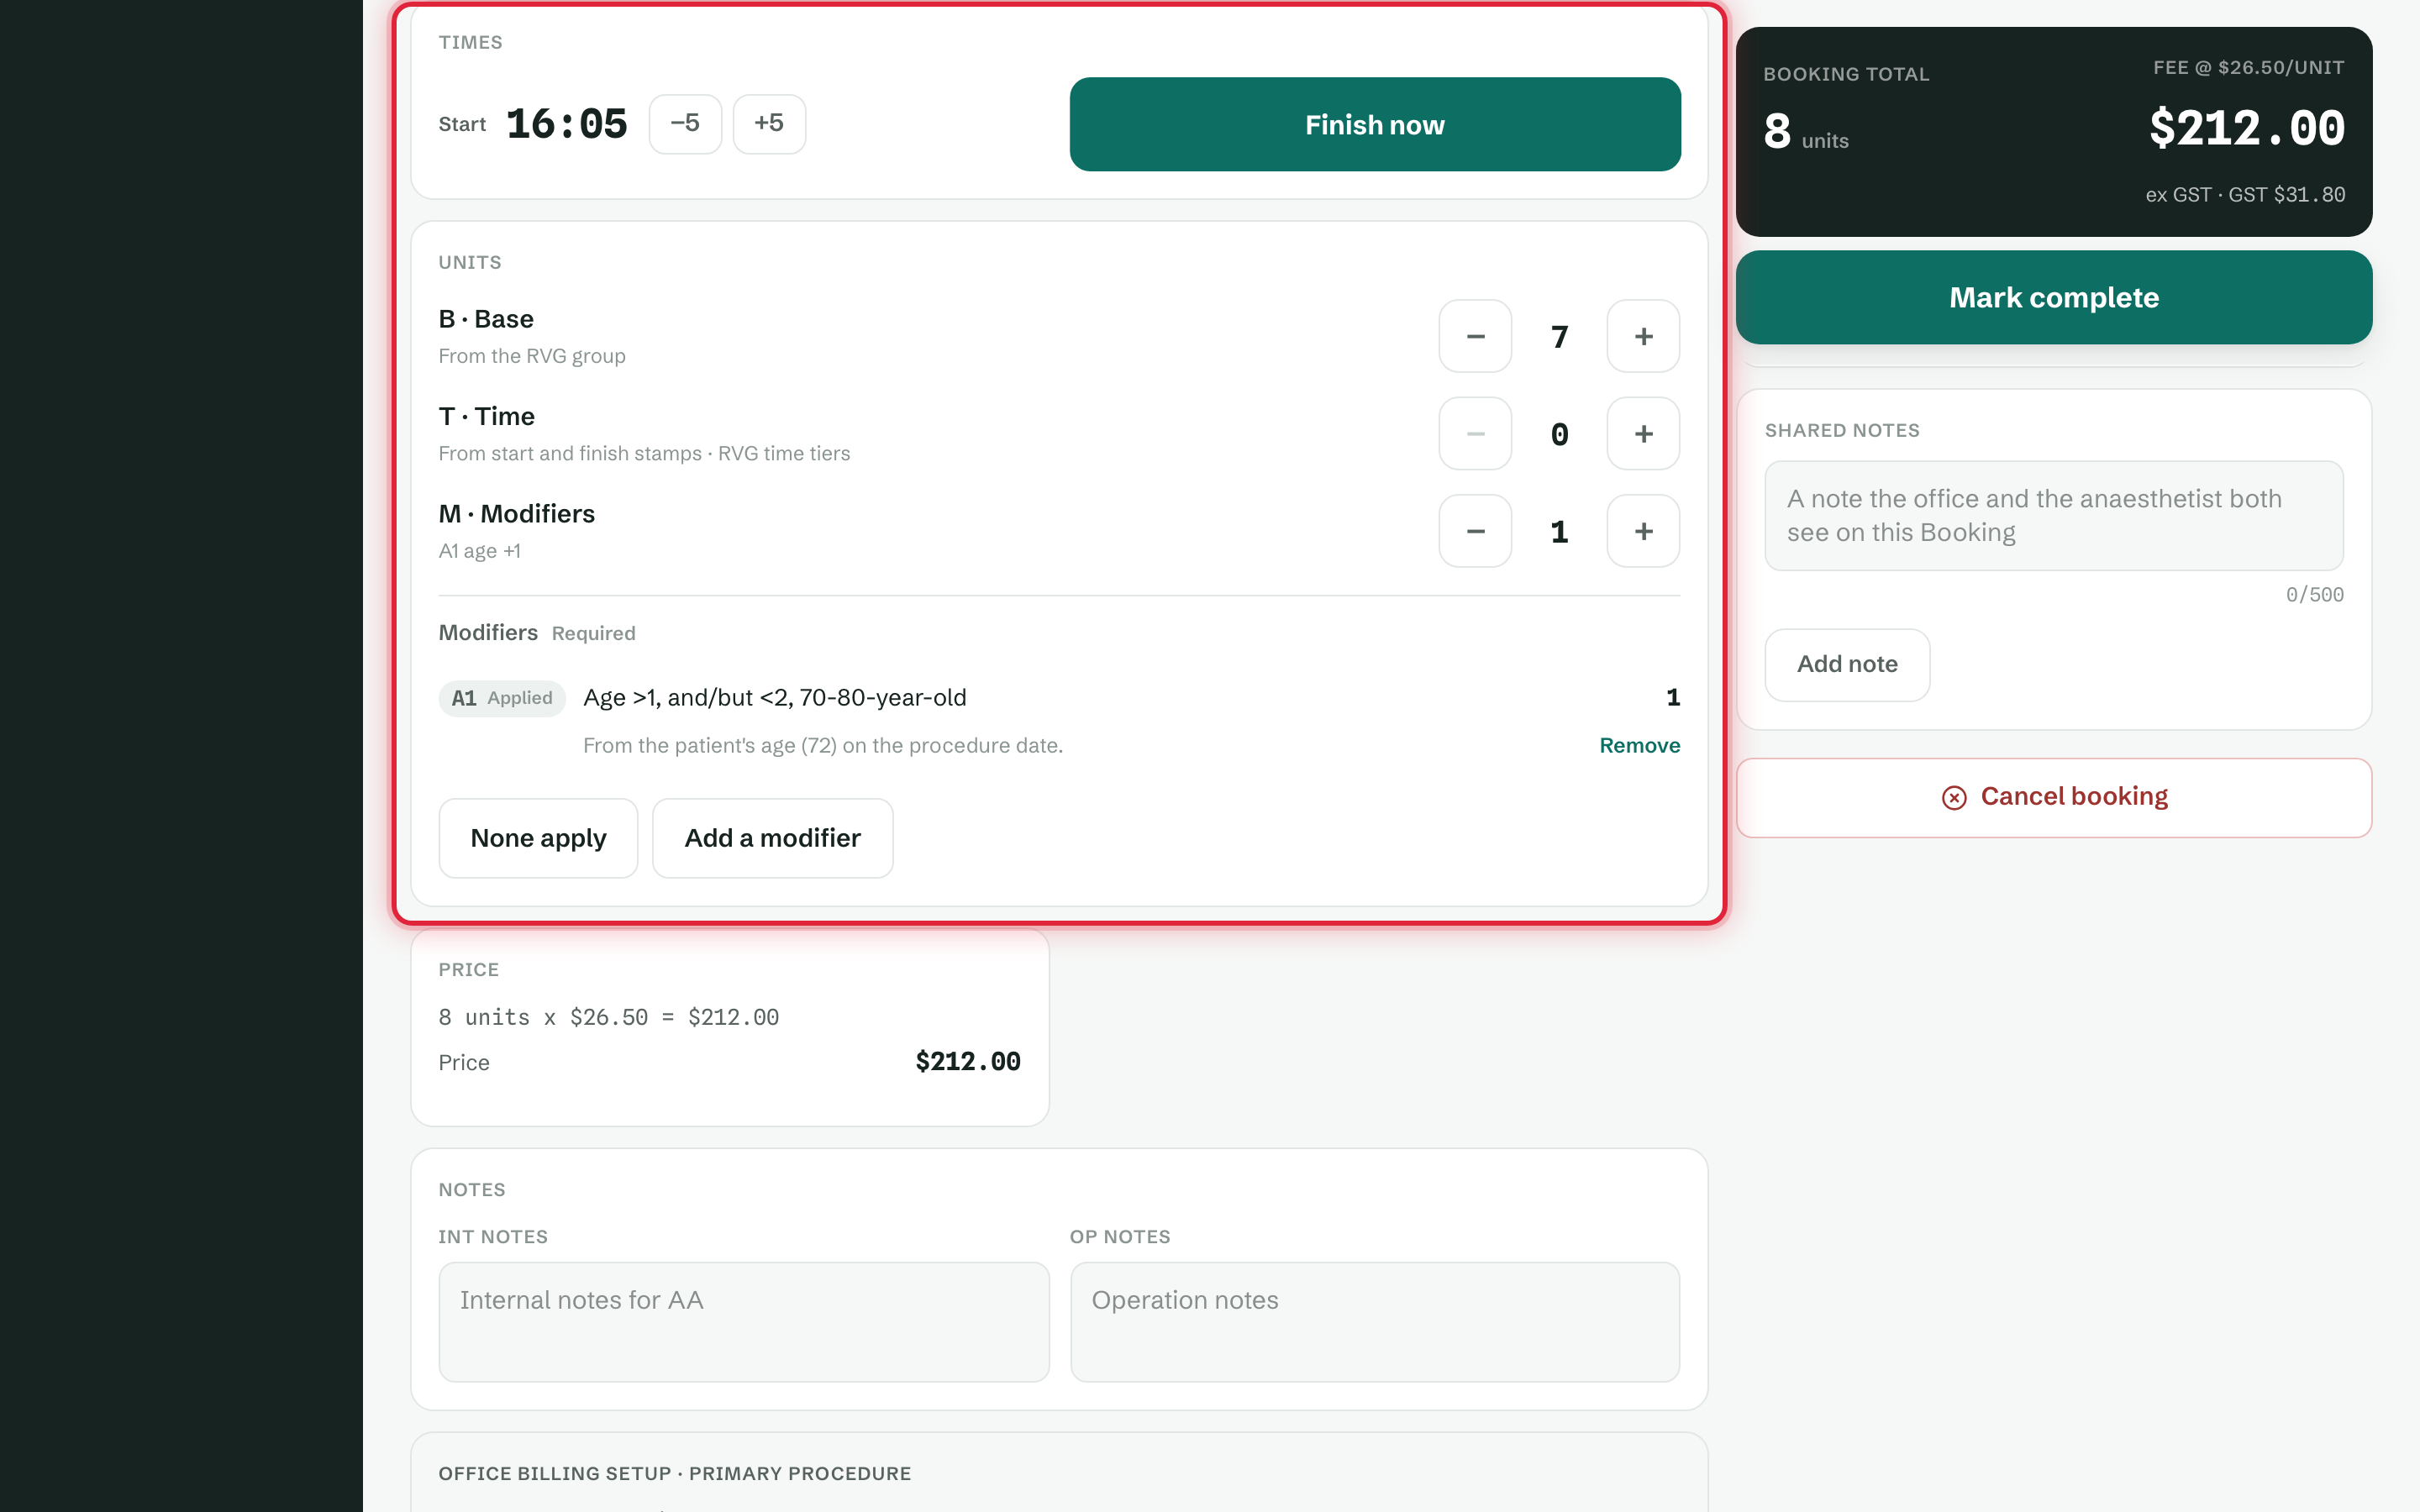 TIMES
Start 16:05 −5 +5 Finish now
UNITS
B · Base
From the RVG group
− 7 +
T · Time
From start and finish stamps · RVG time tiers
− 0 +
M · Modifiers
A1 age +1
− 1 +
Modifiers Required
A1 Applied Age >1, and/but <2, 70-80-year-old 1
From the patient's age (72) on the procedure date. Remove
None apply Add a modifier
PRICE
8 units x $26.50 = $212.00
Price $212.00
NOTES
INT NOTES
Internal notes for AA
OP NOTES
Operation notes
OFFICE BILLING SETUP · PRIMARY PROCEDURE
BOOKING TOTAL
8 units
FEE @ $26.50/UNIT
$212.00
ex GST · GST $31.80
Mark complete
SHARED NOTES
A note the office and the anaesthetist both
see on this Booking
0/500
Add note
Cancel booking